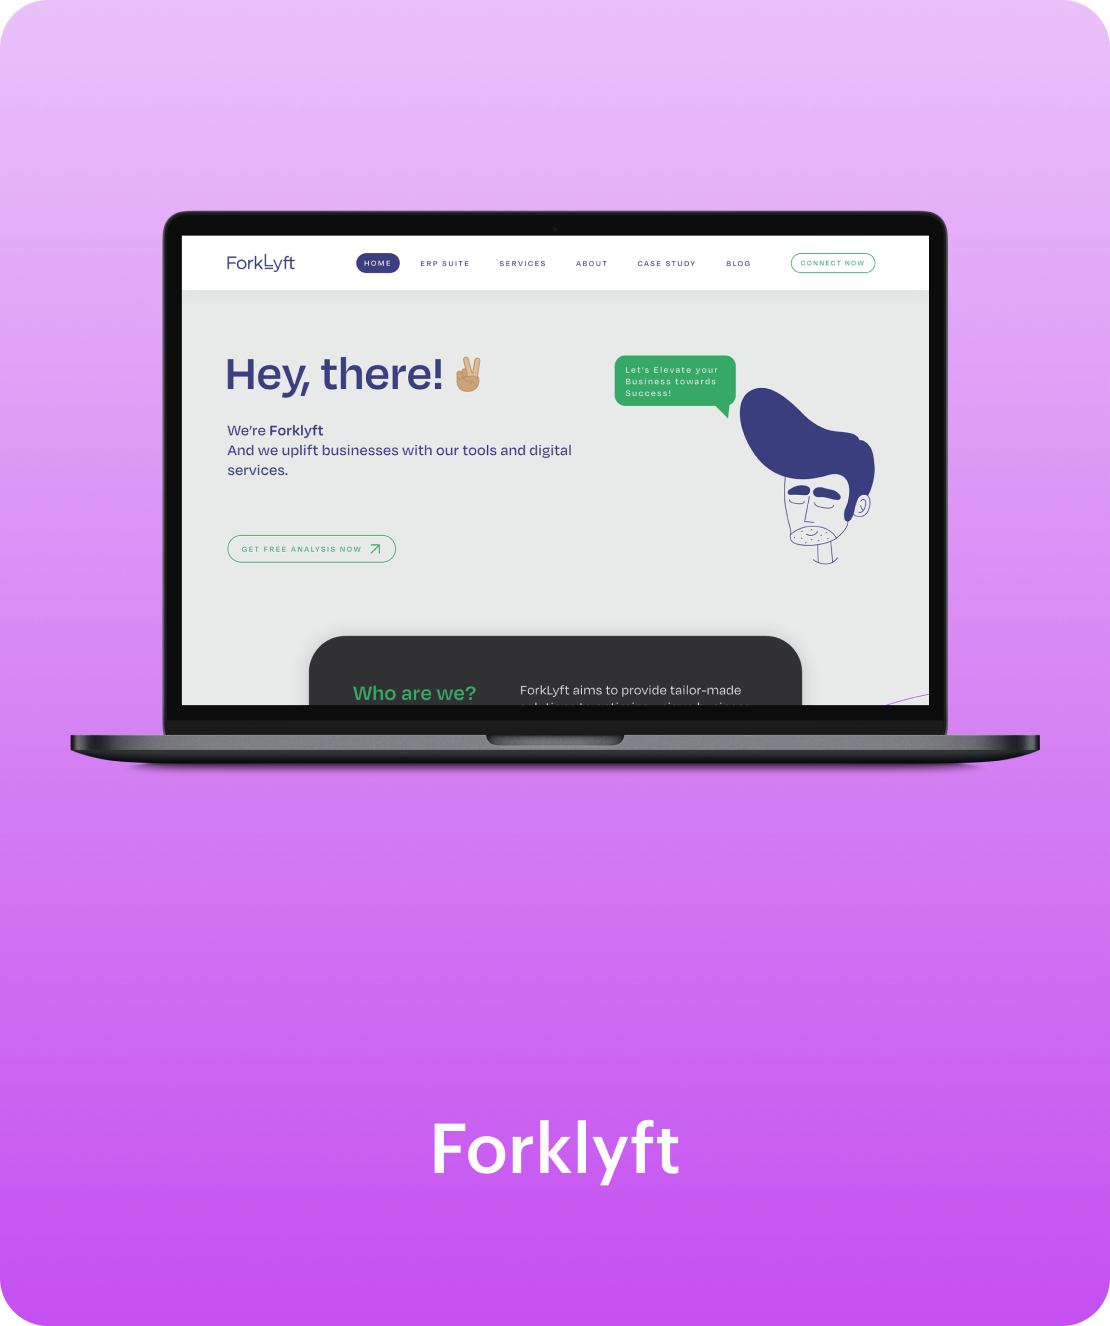 ForkLyft
HOME
ERP SUITE
SERVICES
ABOUT
CASE STUDY
BLOG
CONNECT NOW
Hey, there! ✌🏽
We're Forklyft
And we uplift businesses with our tools and digital
services.
GET FREE ANALYSIS NOW
Let's Elevate your
Business towards
Success!
Who are we?
ForkLyft aims to provide tailor-made
Forklyft